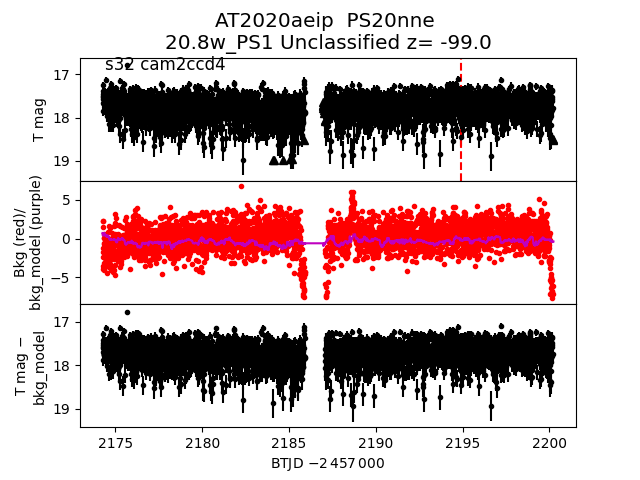 AT2020aeip  PS20nne
20.8w_PS1 Unclassified z= -99.0
s32 cam2ccd4
17
18
19
T mag
5
0
−5
Bkg (red)/
bkg_model (purple)
17
18
19
T mag −
bkg_model
2175
2180
2185
2190
2195
2200
BTJD −2 457 000